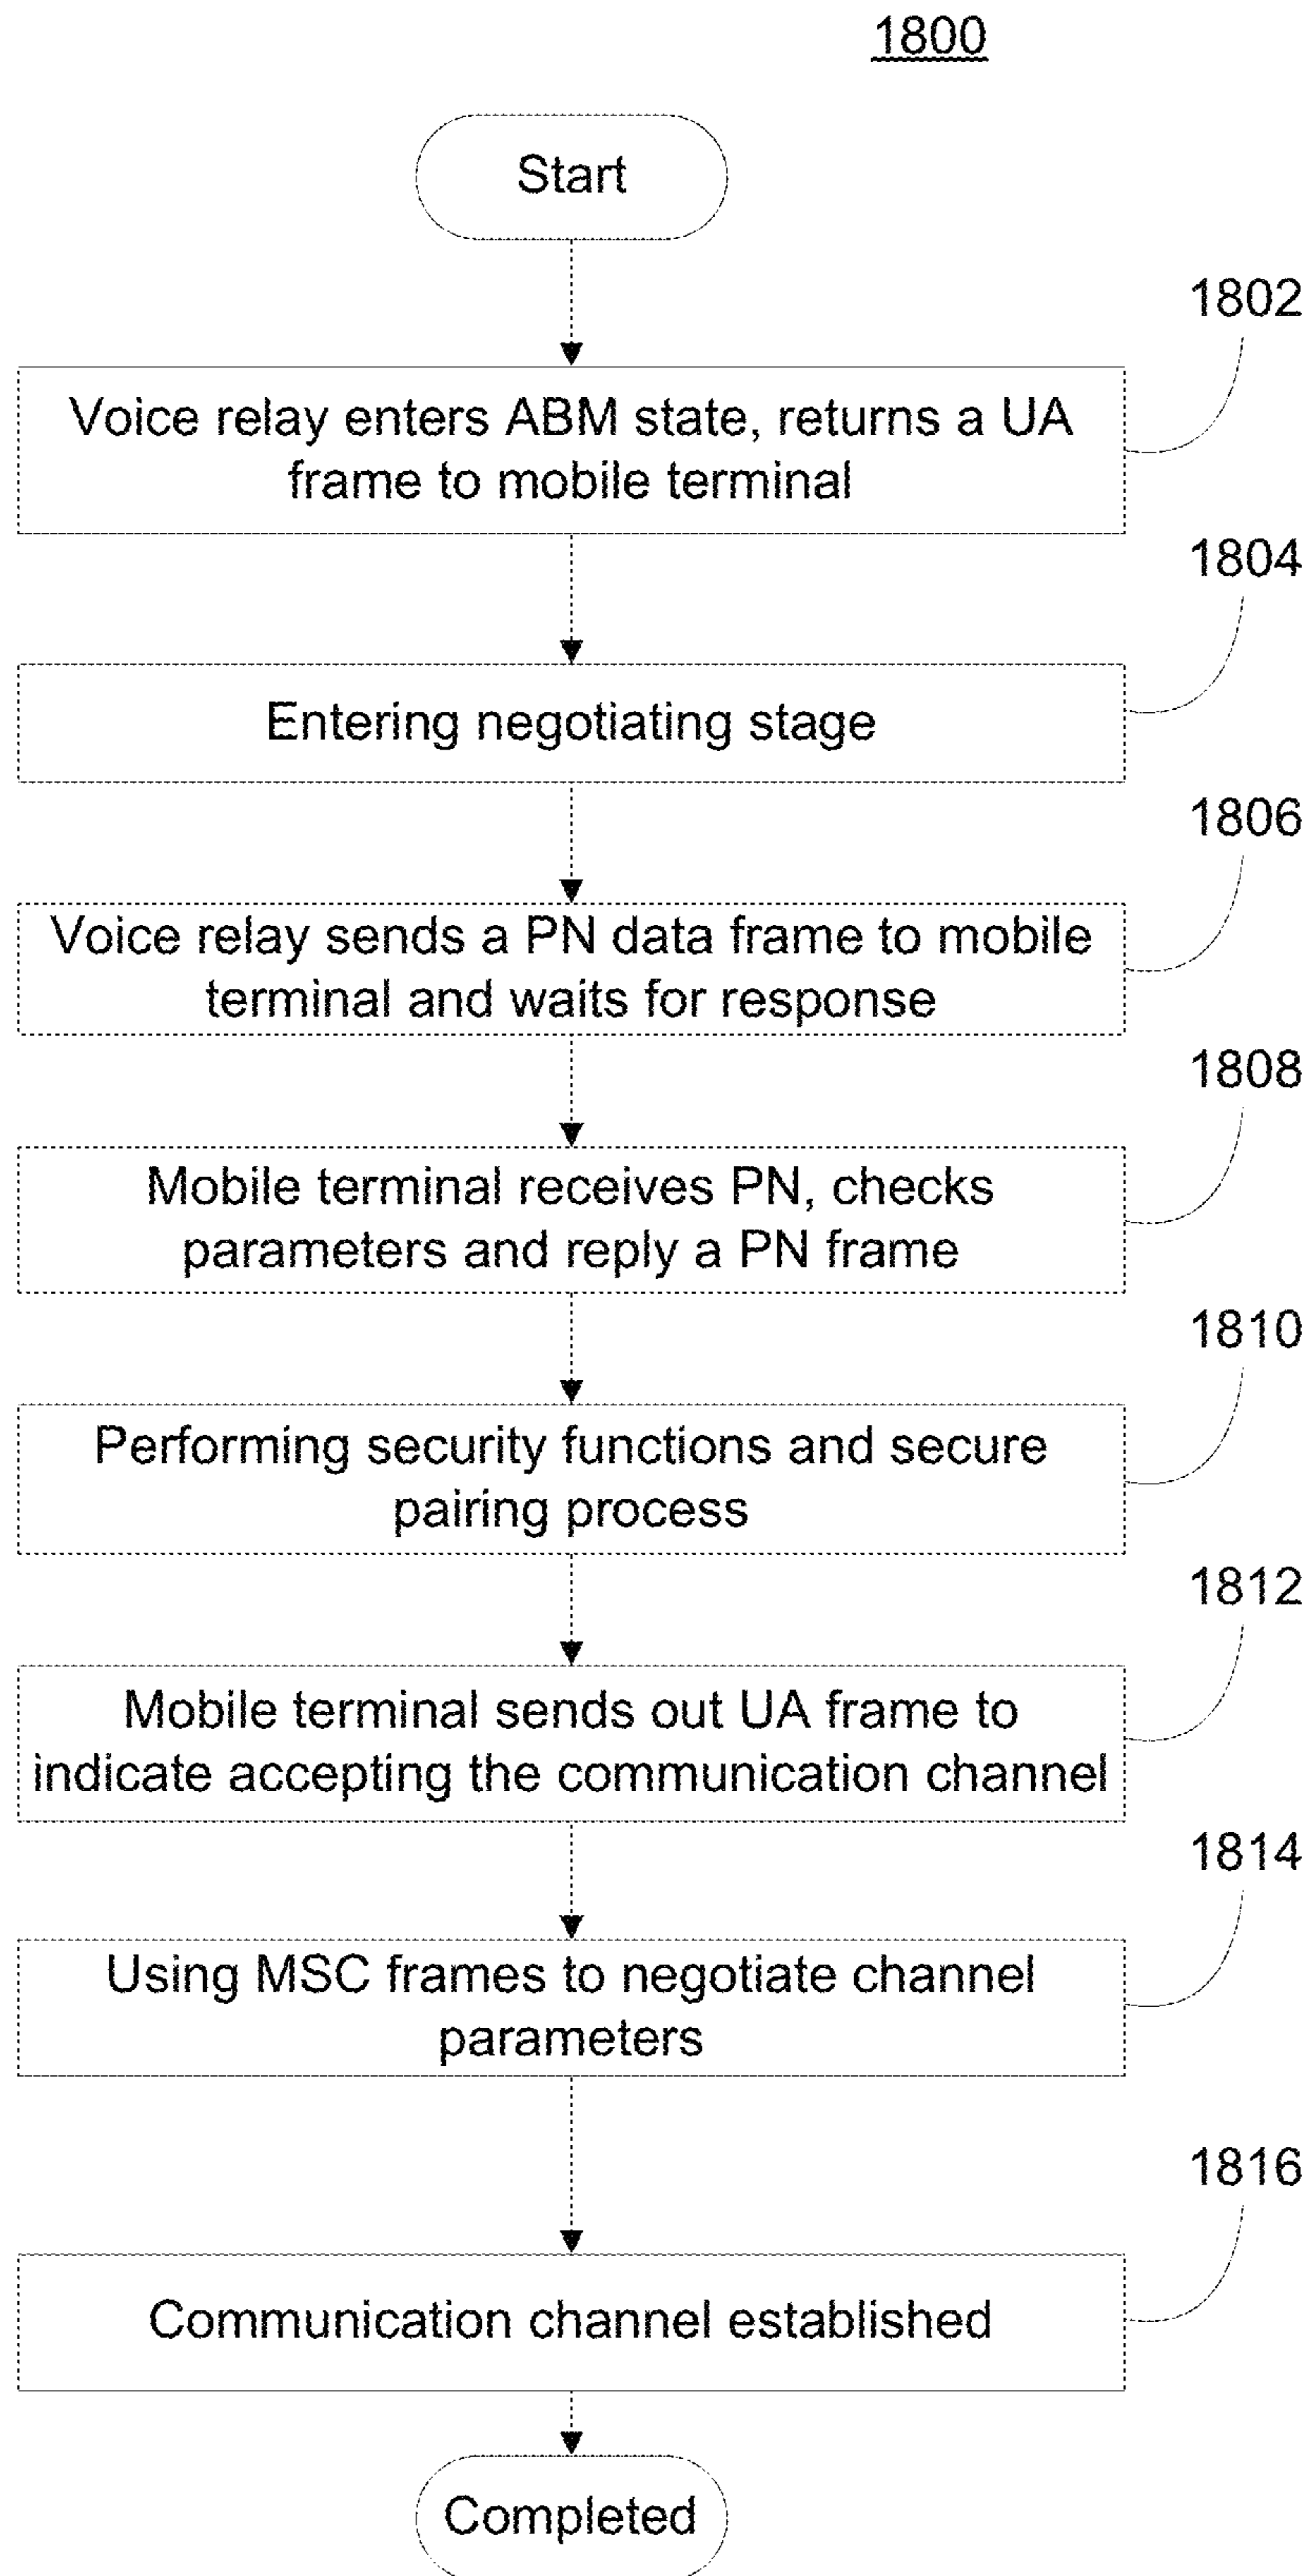 1800
Start
1802
Voice relay enters ABM state, returns a UA
frame to mobile terminal
1804
Entering negotiating stage
1806
Voice relay sends a PN data frame to mobile
terminal and waits for response
1808
Mobile terminal receives PN, checks
parameters and reply a PN frame
1810
Performing security functions and secure
pairing process
1812
Mobile terminal sends out UA frame to
indicate accepting the communication channel
1814
Using MSC frames to negotiate channel
parameters
1816
Communication channel established
Completed